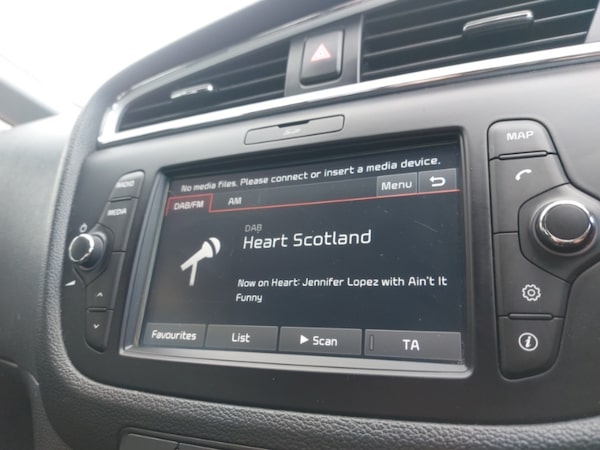 MAP
RADIO
MEDIA
No media files. Please connect or insert a media device.
DAB/FM
AM
Menu
DAB
Heart Scotland
Now on Heart: Jennifer Lopez with Ain't It
Funny
Favourites
List
Scan
TA